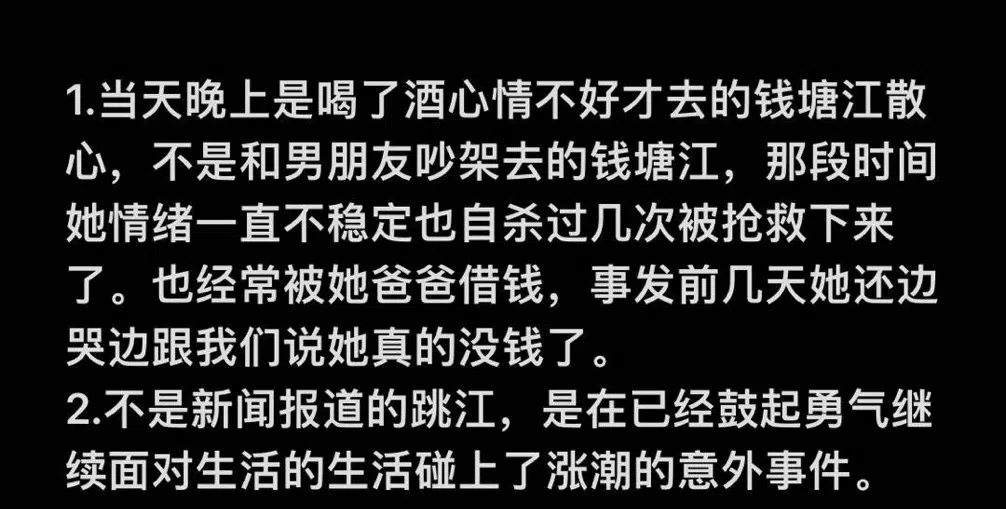 1.当天晚上是喝了酒心情不好才去的钱塘江散
心，不是和男朋友吵架去的钱塘江，那段时间
她情绪一直不稳定也自杀过几次被抢救下来
了。也经常被她爸爸借钱，事发前几天她还边
哭边跟我们说她真的没钱了。
2.不是新闻报道的跳江，是在已经鼓起勇气继
续面对生活的生活碰上了涨潮的意外事件。